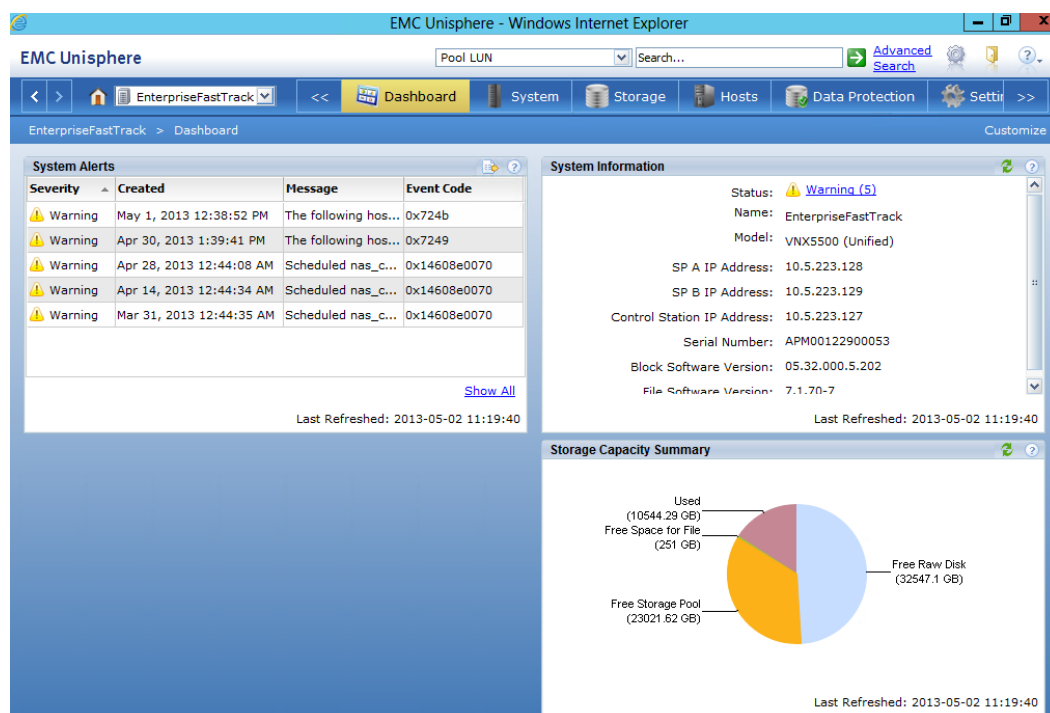 EMC Unisphere - Windows Internet Explorer
EMC Unisphere Pool LUN Search... Advanced Search
EnterpriseFastTrack << Dashboard System Storage Hosts Data Protection Settin >>
EnterpriseFastTrack > Dashboard Customize
System Alerts
Severity Created Message Event Code
Warning May 1, 2013 12:38:52 PM The following hos... 0x724b
Warning Apr 30, 2013 1:39:41 PM The following hos... 0x7249
Warning Apr 28, 2013 12:44:08 AM Scheduled nas_c... 0x14608e0070
Warning Apr 14, 2013 12:44:34 AM Scheduled nas_c... 0x14608e0070
Warning Mar 31, 2013 12:44:35 AM Scheduled nas_c... 0x14608e0070
Show All
Last Refreshed: 2013-05-02 11:19:40
System Information
Status: Warning (5)
Name: EnterpriseFastTrack
Model: VNX5500 (Unified)
SP A IP Address: 10.5.223.128
SP B IP Address: 10.5.223.129
Control Station IP Address: 10.5.223.127
Serial Number: APM00122900053
Block Software Version: 05.32.000.5.202
File Software Version: 7.1.70-7
Last Refreshed: 2013-05-02 11:19:40
Storage Capacity Summary
Used
(10544.29 GB)
Free Space for File
(251 GB)
Free Raw Disk
(32547.1 GB)
Free Storage Pool
(23021.62 GB)
Last Refreshed: 2013-05-02 11:19:40